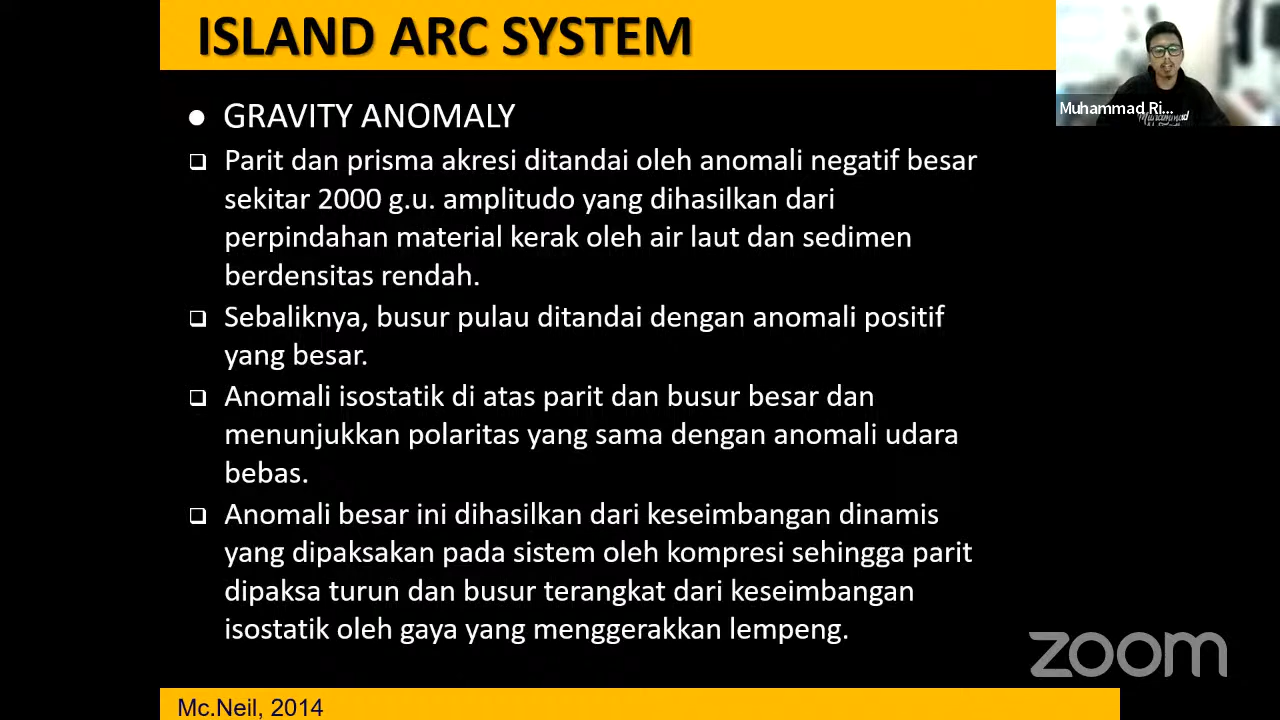 ISLAND ARC SYSTEM
Muhammad Ri...
● GRAVITY ANOMALY
❑ Parit dan prisma akresi ditandai oleh anomali negatif besar
sekitar 2000 g.u. amplitudo yang dihasilkan dari
perpindahan material kerak oleh air laut dan sedimen
berdensitas rendah.
❑ Sebaliknya, busur pulau ditandai dengan anomali positif
yang besar.
❑ Anomali isostatik di atas parit dan busur besar dan
menunjukkan polaritas yang sama dengan anomali udara
bebas.
❑ Anomali besar ini dihasilkan dari keseimbangan dinamis
yang dipaksakan pada sistem oleh kompresi sehingga parit
dipaksa turun dan busur terangkat dari keseimbangan
isostatik oleh gaya yang menggerakkan lempeng.
zoom
Mc.Neil, 2014